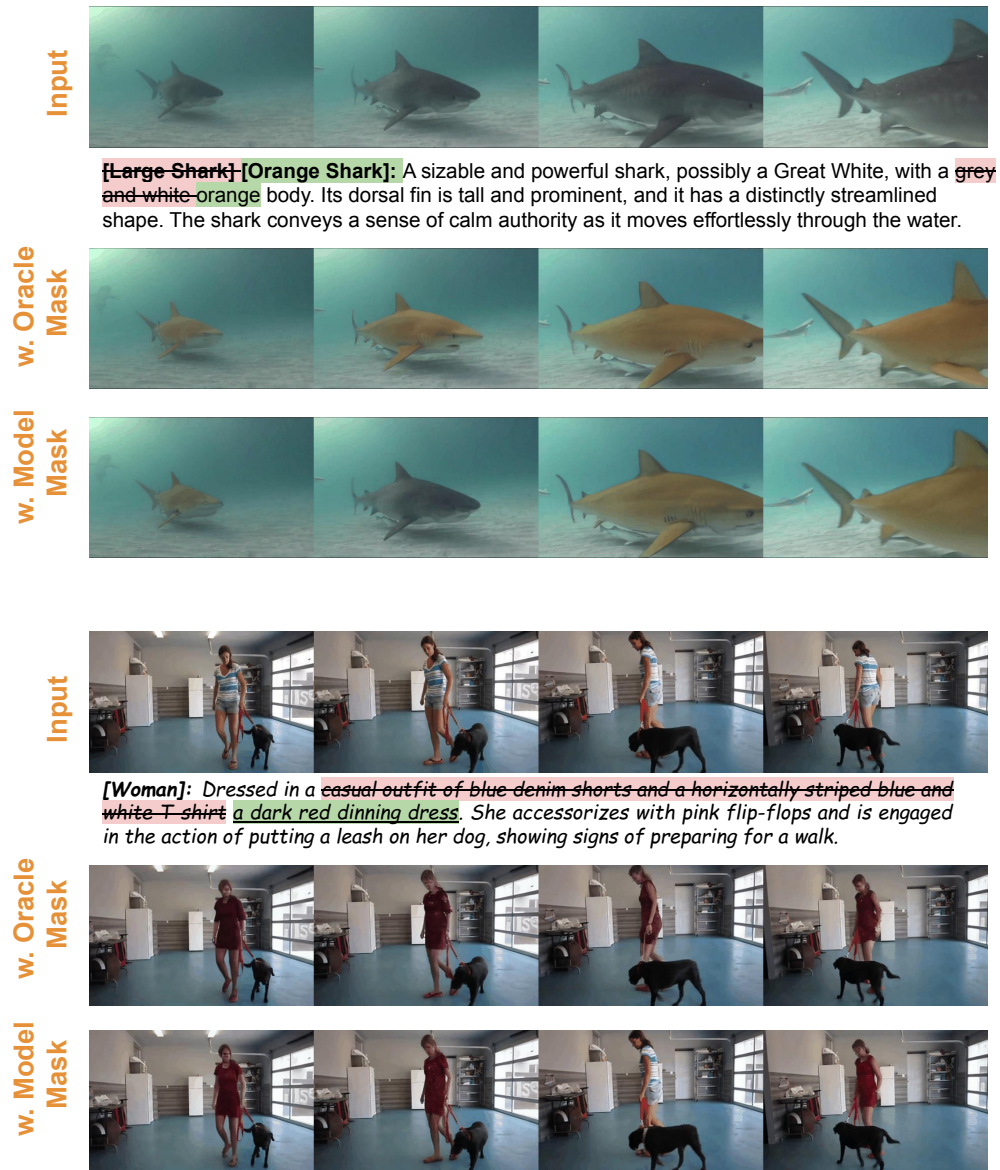 Input
[Large Shark] [Orange Shark]: A sizable and powerful shark, possibly a Great White, with a grey
and white orange body. Its dorsal fin is tall and prominent, and it has a distinctly streamlined
shape. The shark conveys a sense of calm authority as it moves effortlessly through the water.
w. Oracle
Mask
w. Model
Mask
Input
[Woman]: Dressed in a casual outfit of blue denim shorts and a horizontally striped blue and
white T shirt a dark red dinning dress. She accessorizes with pink flip-flops and is engaged
in the action of putting a leash on her dog, showing signs of preparing for a walk.
w. Oracle
Mask
w. Model
Mask